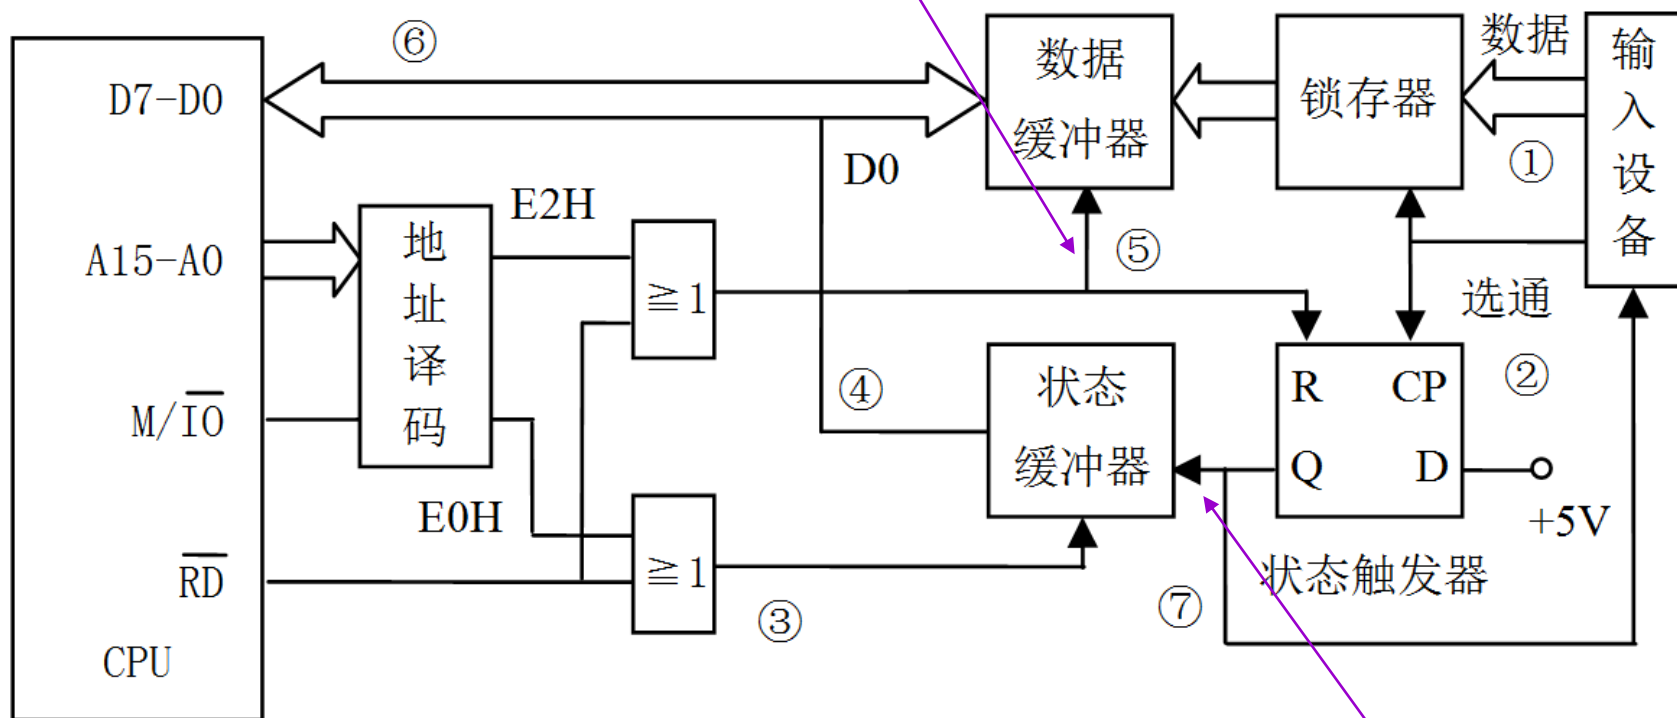 ⑥
D7-D0
A15-A0
M/IO
RD
CPU
地址译码
E2H
E0H
≧1
≧1
③
D0
④
数据缓冲器
⑤
状态缓冲器
锁存器
数据
①
输入设备
选通
②
R
CP
Q
D
+5V
状态触发器
⑦